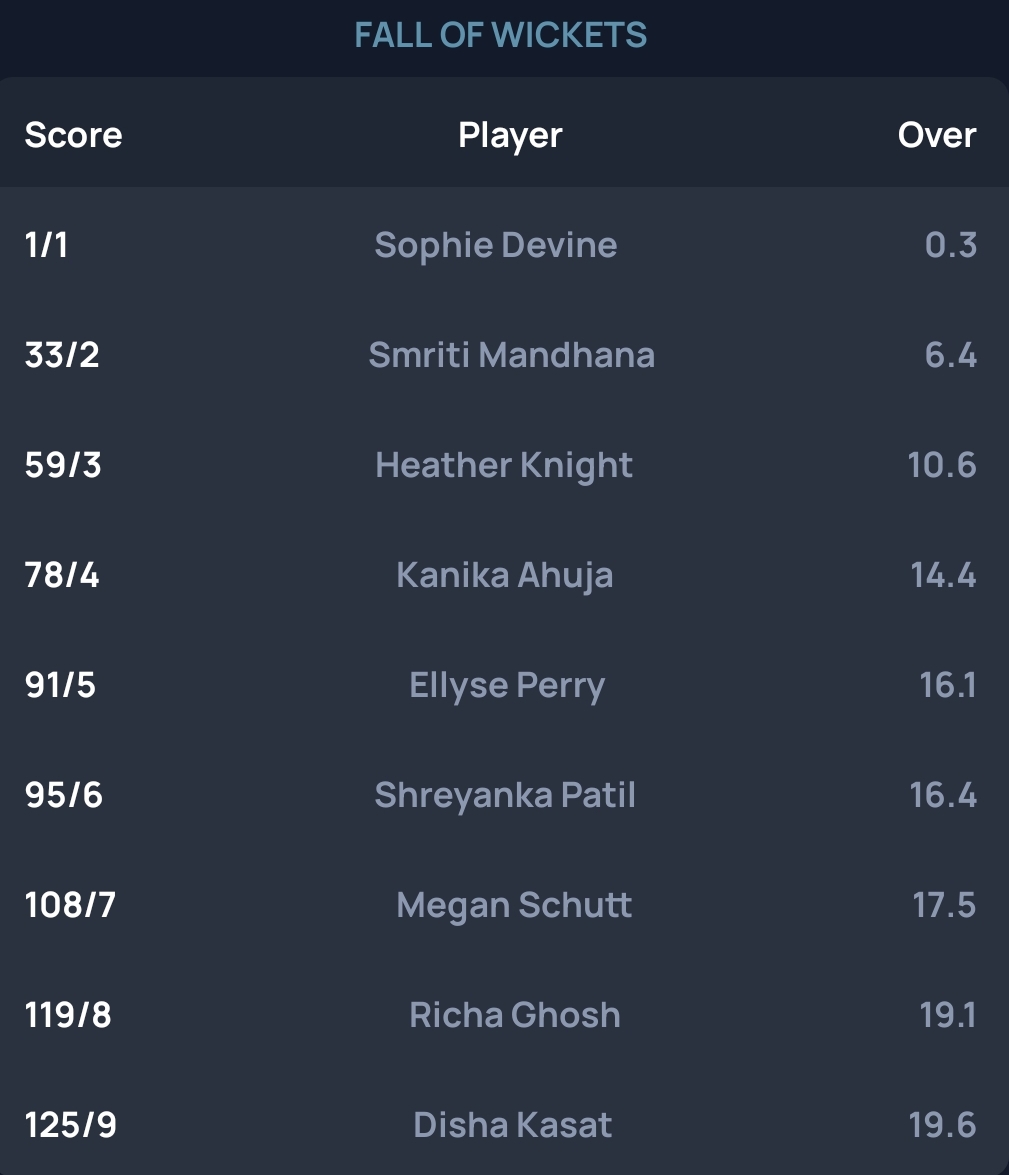 FALL OF WICKETS
Score Player Over
1/1 Sophie Devine 0.3
33/2 Smriti Mandhana 6.4
59/3 Heather Knight 10.6
78/4 Kanika Ahuja 14.4
91/5 Ellyse Perry 16.1
95/6 Shreyanka Patil 16.4
108/7 Megan Schutt 17.5
119/8 Richa Ghosh 19.1
125/9 Disha Kasat 19.6